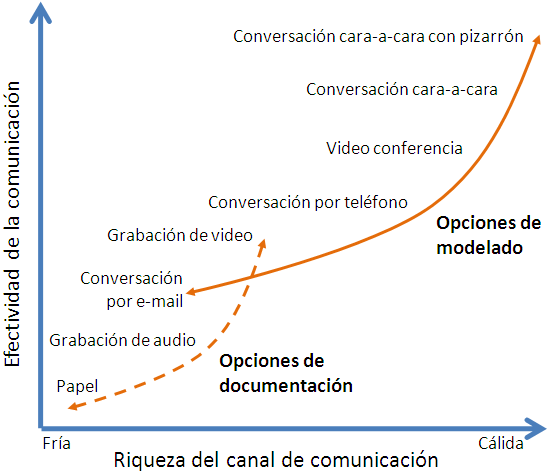 Conversación cara-a-cara con pizarrón
Conversación cara-a-cara
Video conferencia
Conversación por teléfono
Opciones de
modelado
Grabación de video
Conversación
por e-mail
Grabación de audio
Opciones de
documentación
Papel
Efectividad de la comunicación
Fría
Cálida
Riqueza del canal de comunicación